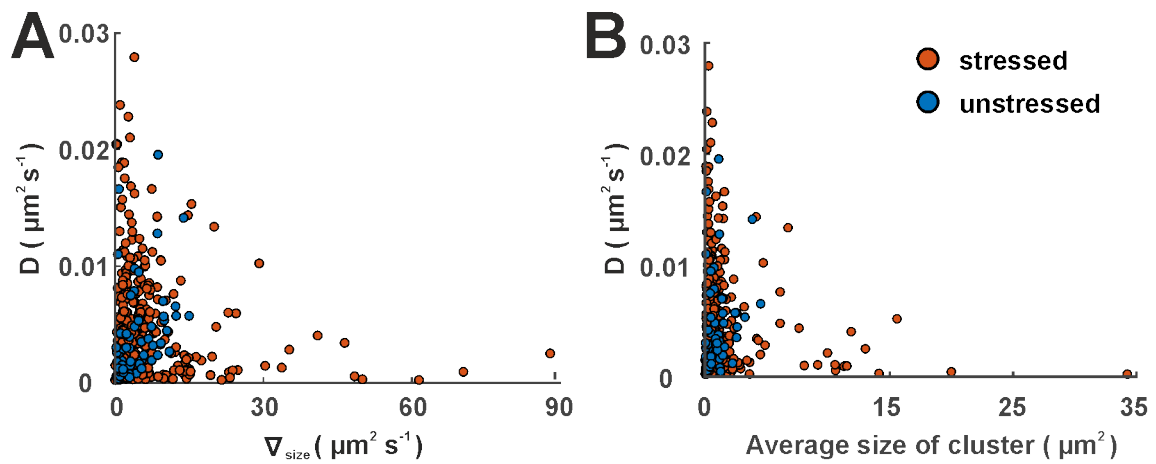 A
0.03
0.02
0.01
0
D ( µm² s⁻¹)
0
30
60
90
∇size ( µm² s⁻¹)
B
0.03
0.02
0.01
0
D ( µm² s⁻¹)
stressed
unstressed
0
15
25
35
Average size of cluster ( µm²)